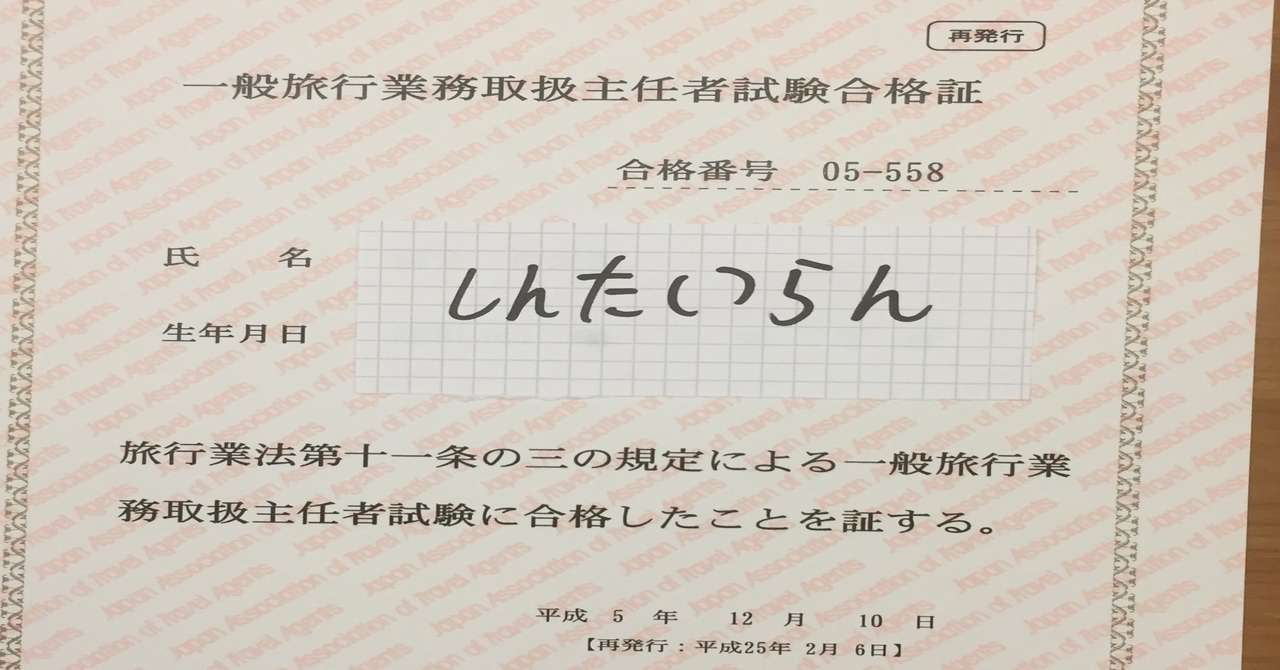 再発行
一般旅行業務取扱主任者試験合格証
合格番号 05-558
氏 名
しんたいらん
生年月日
旅行業法第十一条の三の規定による一般旅行業
務取扱主任者試験に合格したことを証する。
平成 5 年 12 月 10 日
【再発行:平成25年 2月 6日】
Japan Association of Travel Agents